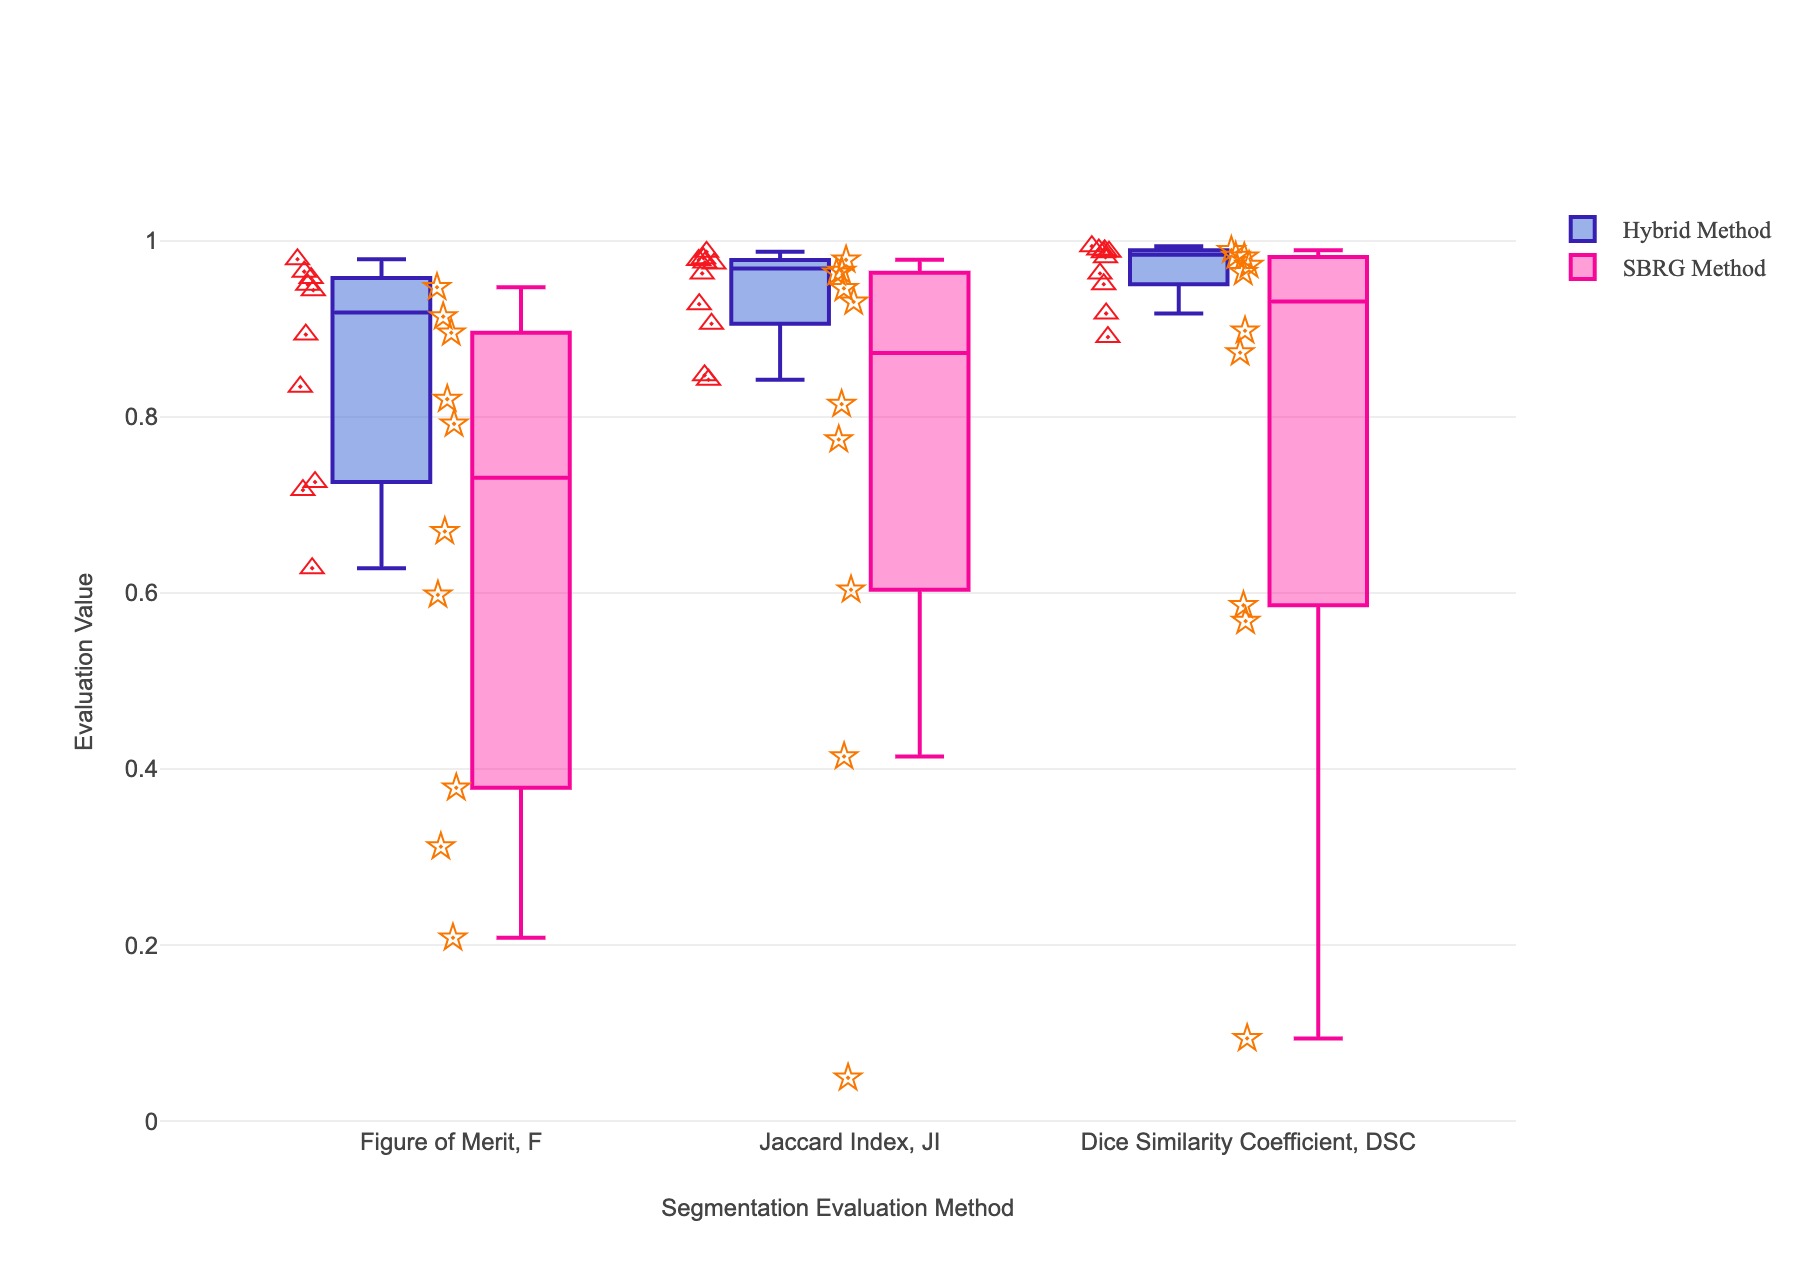 Hybrid Method
SBRG Method
1
0.8
0.6
0.4
0.2
0
Evaluation Value
Figure of Merit, F
Jaccard Index, JI
Dice Similarity Coefficient, DSC
Segmentation Evaluation Method